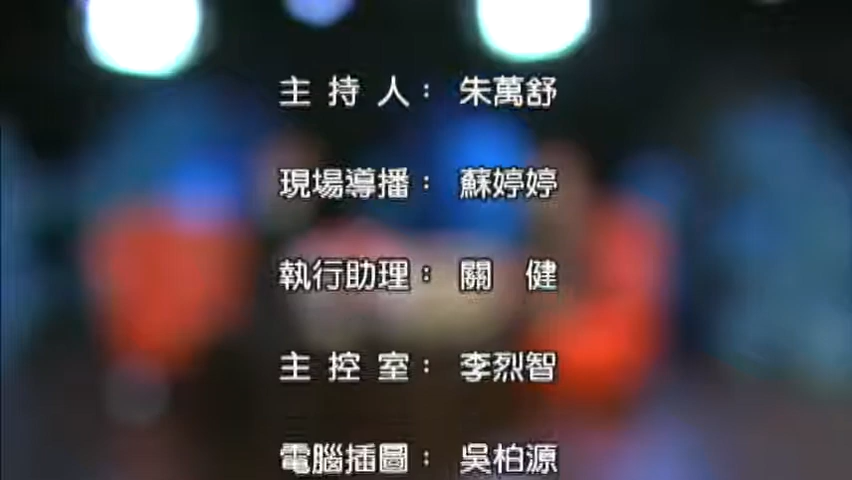 主持人：朱萬舒
現場導播：蘇婷婷
執行助理：關 健
主控室：李烈智
電腦插圖：吳柏源